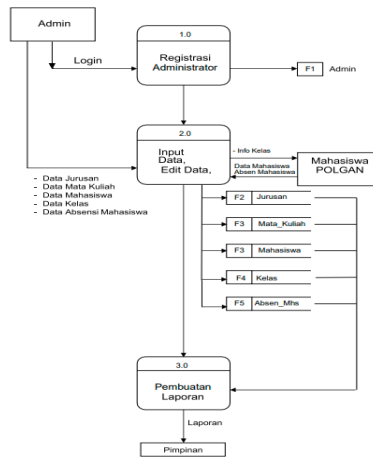 Admin
Login
1.0
Registrasi
Administrator
F1 Admin
2.0
Input
Data,
Edit Data,
- Info Kelas
Data Mahasiswa
Absen Mahasiswa
Mahasiswa
POLGAN
- Data Jurusan
- Data Mata Kuliah
- Data Mahasiswa
- Data Kelas
- Data Absensi Mahasiswa
F2 Jurusan
F3 Mata_Kuliah
F3 Mahasiswa
F4 Kelas
F5 Absen_Mhs
3.0
Pembuatan
Laporan
Laporan
Pimpinan